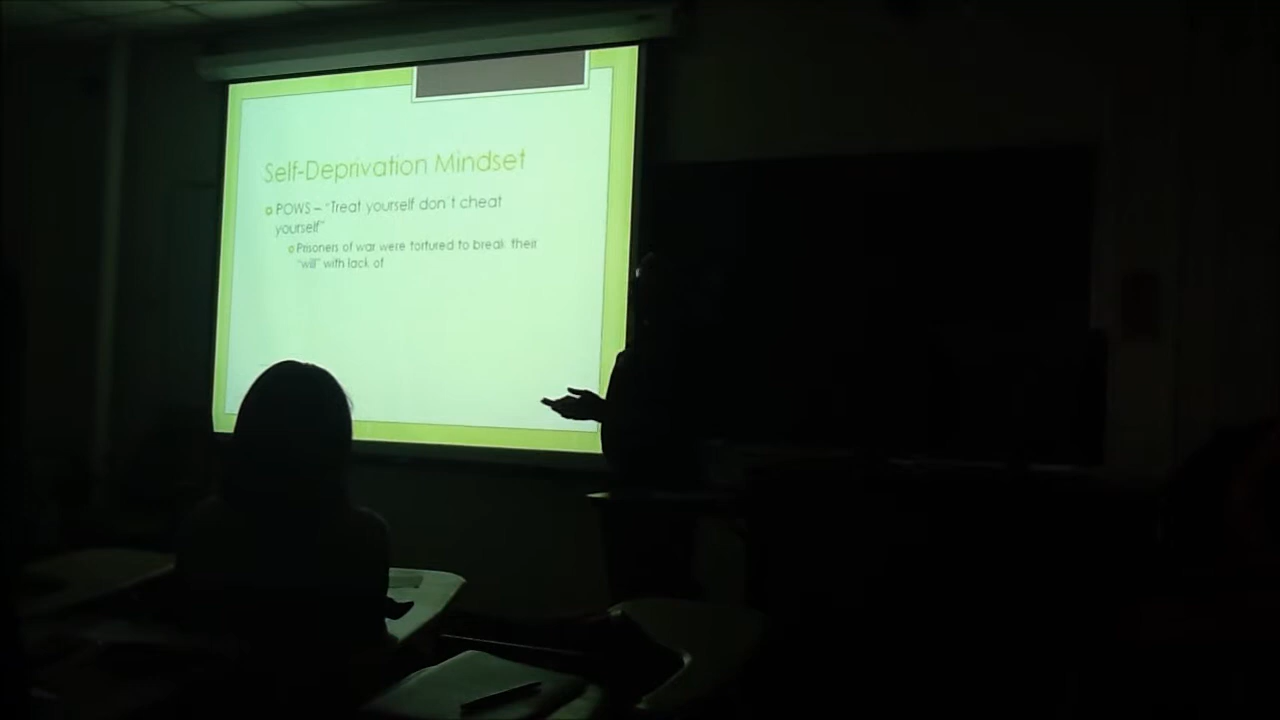 Self-Deprivation Mindset
POWS – "Treat yourself don't cheat
yourself"
Prisoners of war were tortured to break their
"will" with lack of